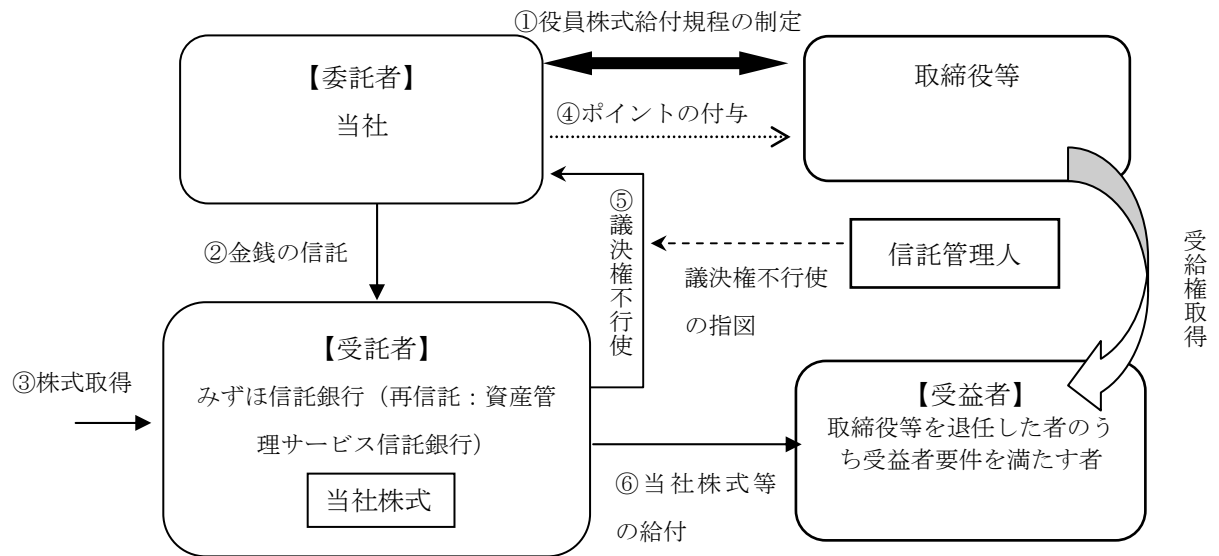 ①役員株式給付規程の制定
【委託者】
当社
取締役等
④ポイントの付与
⑤議決権不行使
②金銭の信託
信託管理人
議決権不行使
の指図
受給権取得
【受託者】
③株式取得
みずほ信託銀行（再信託：資産管
理サービス信託銀行）
当社株式
【受益者】
取締役等を退任した者のう
ち受益者要件を満たす者
⑥当社株式等
の給付